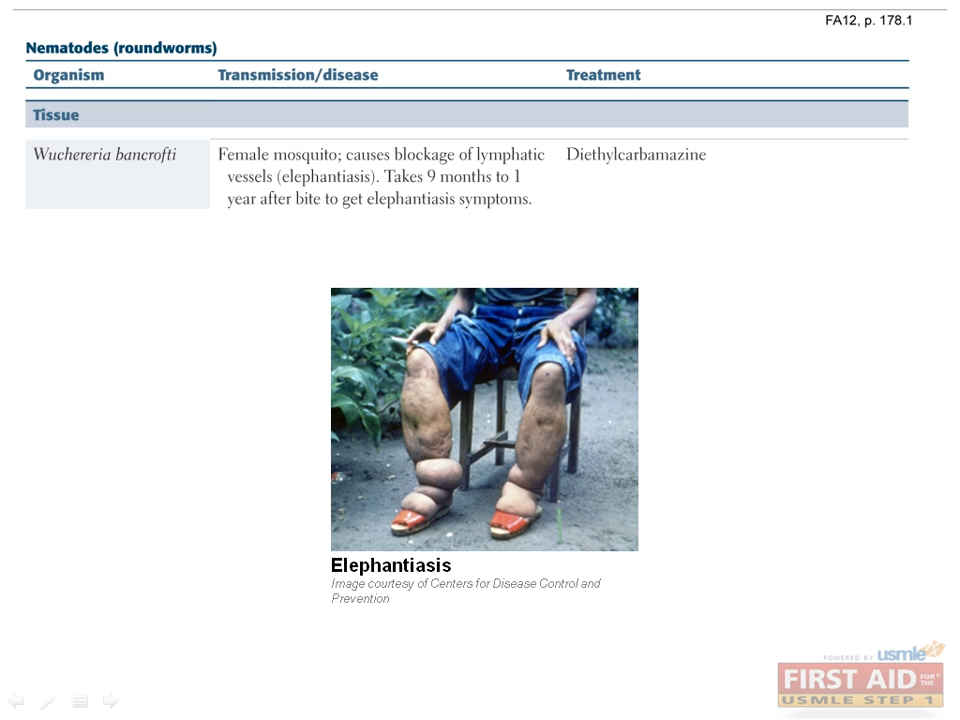 FA12, p. 178.1
Nematodes (roundworms)
Organism Transmission/disease Treatment
Tissue
Wuchereria bancrofti Female mosquito; causes blockage of lymphatic Diethylcarbamazine
vessels (elephantiasis). Takes 9 months to 1
year after bite to get elephantiasis symptoms.
Elephantiasis
Image courtesy of Centers for Disease Control and
Prevention
POWERED BY usmle
FIRST AID FOR THE®
USMLE STEP 1